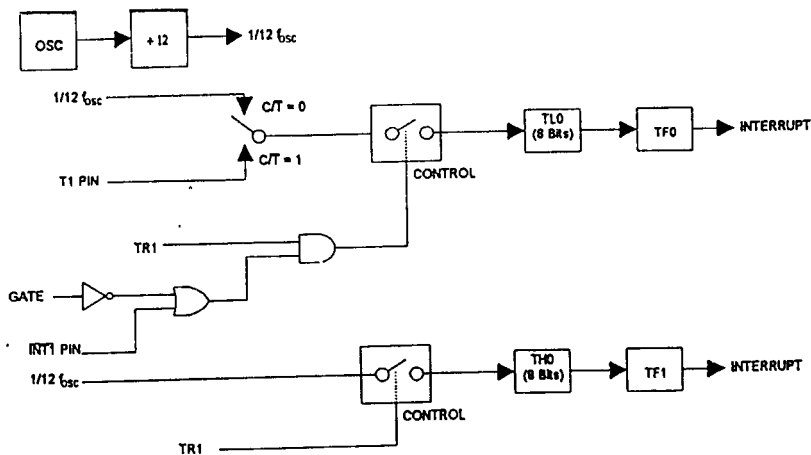 OSC
÷12
1/12 fosc
1/12 fosc
C/T = 0
C/T = 1
T1 PIN
CONTROL
TL0
(8 Bits)
TF0
INTERRUPT
TR1
GATE
INT1 PIN
1/12 fosc
CONTROL
TH0
(8 Bits)
TF1
INTERRUPT
TR1